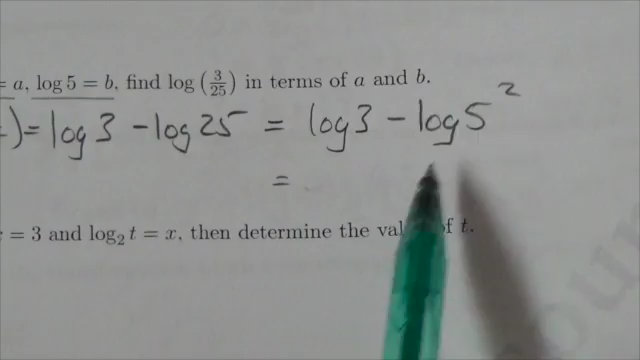 = a, log 5 = b, find log (3/25) in terms of a and b.
) = log 3 - log 25 = log 3 - log 5²
=
= 3 and log₂ t = x, then determine the val of t.